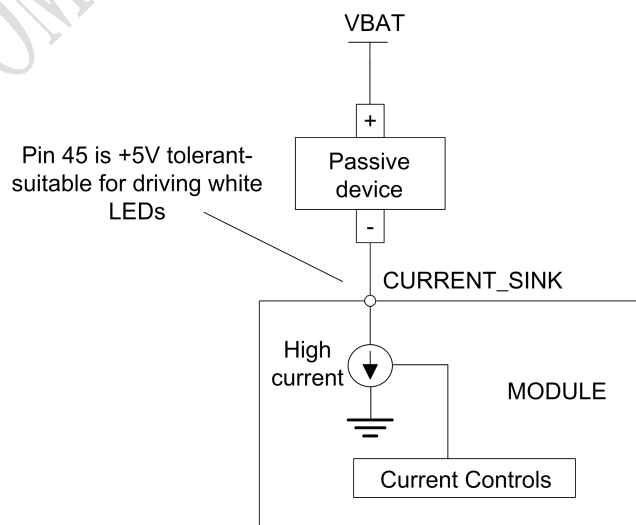 VBAT
+
Passive
device
-
Pin 45 is +5V tolerant-
suitable for driving white
LEDs
CURRENT_SINK
High
current
MODULE
Current Controls